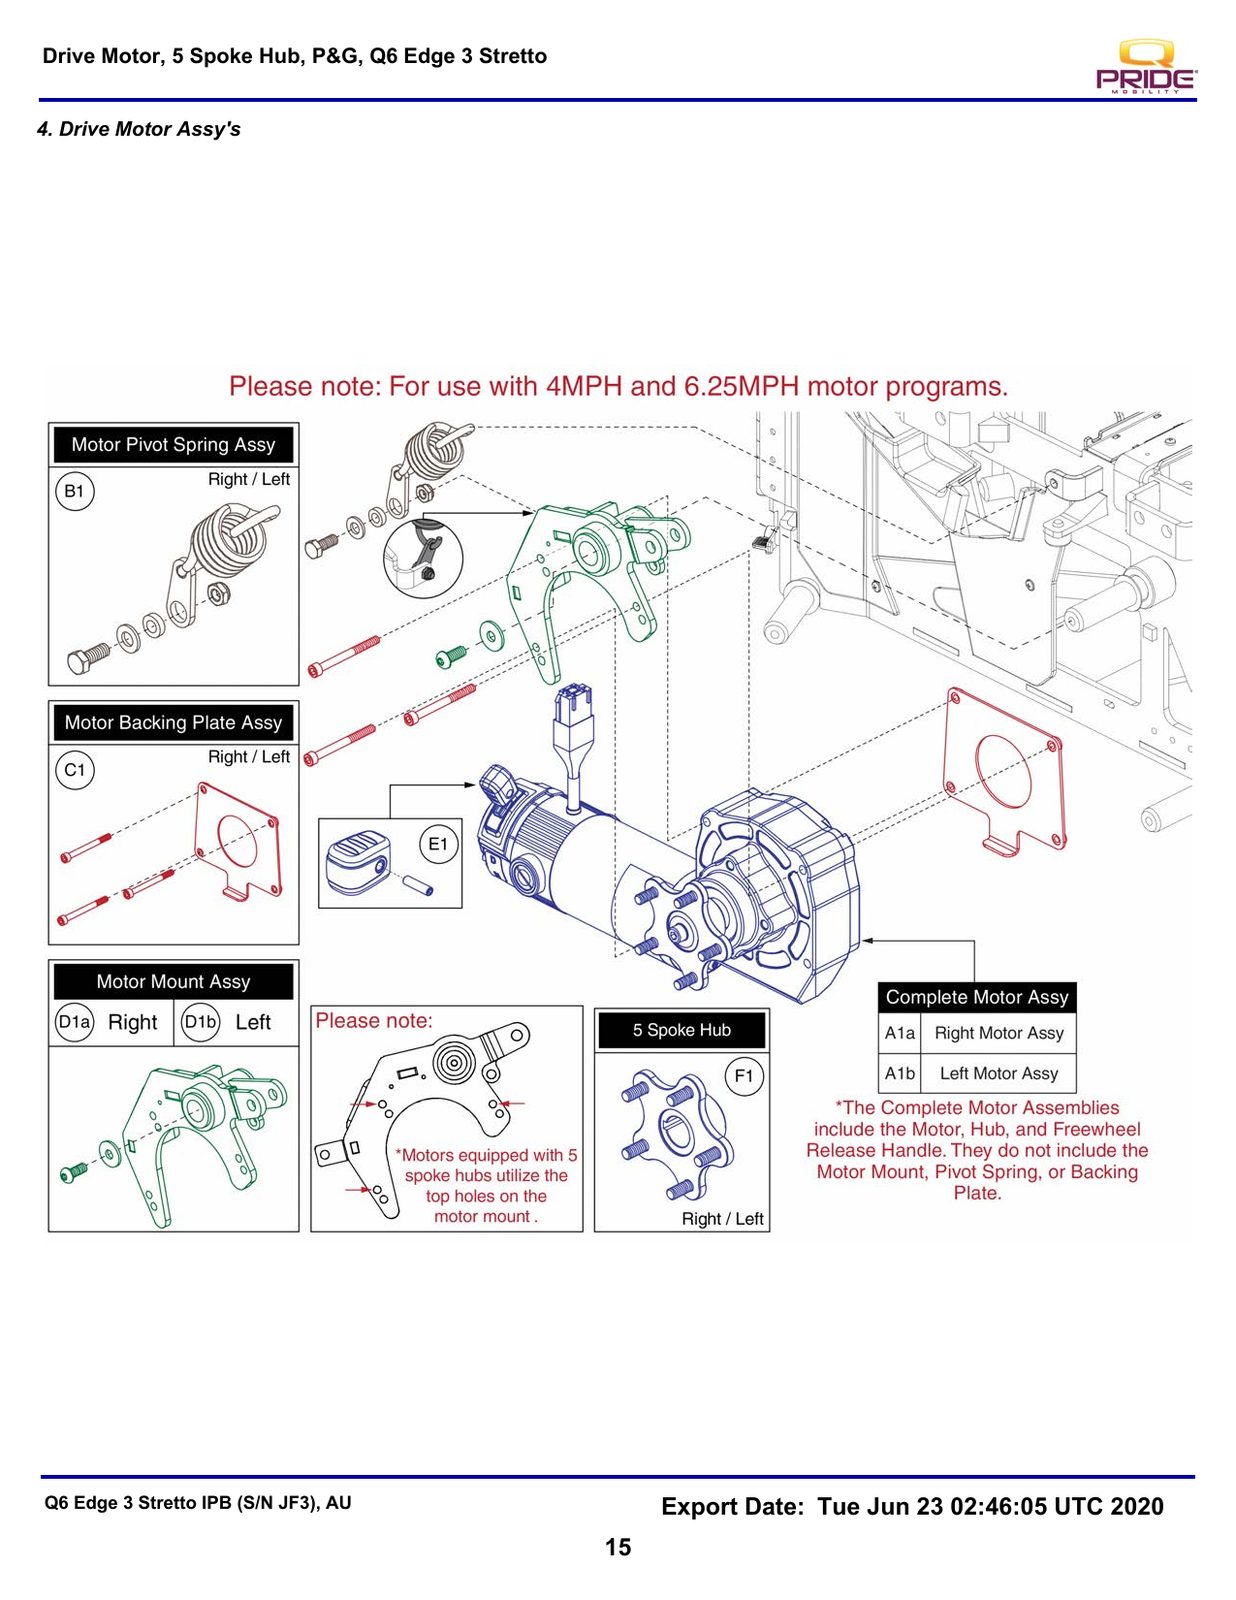 Drive Motor, 5 Spoke Hub, P&G, Q6 Edge 3 Stretto
Q
PRIDE
MOBILITY
4. Drive Motor Assy's
Please note: For use with 4MPH and 6.25MPH motor programs.
Motor Pivot Spring Assy
B1
Right / Left
Motor Backing Plate Assy
C1
Right / Left
E1
Motor Mount Assy
D1a Right D1b Left
Please note:
*Motors equipped with 5
spoke hubs utilize the
top holes on the
motor mount .
5 Spoke Hub
F1
Right / Left
Complete Motor Assy
A1a Right Motor Assy
A1b Left Motor Assy
*The Complete Motor Assemblies
include the Motor, Hub, and Freewheel
Release Handle. They do not include the
Motor Mount, Pivot Spring, or Backing
Plate.
Q6 Edge 3 Stretto IPB (S/N JF3), AU
Export Date: Tue Jun 23 02:46:05 UTC 2020
15